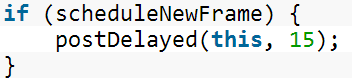 if (scheduleNewFrame) {
    postDelayed(this, 15);
}